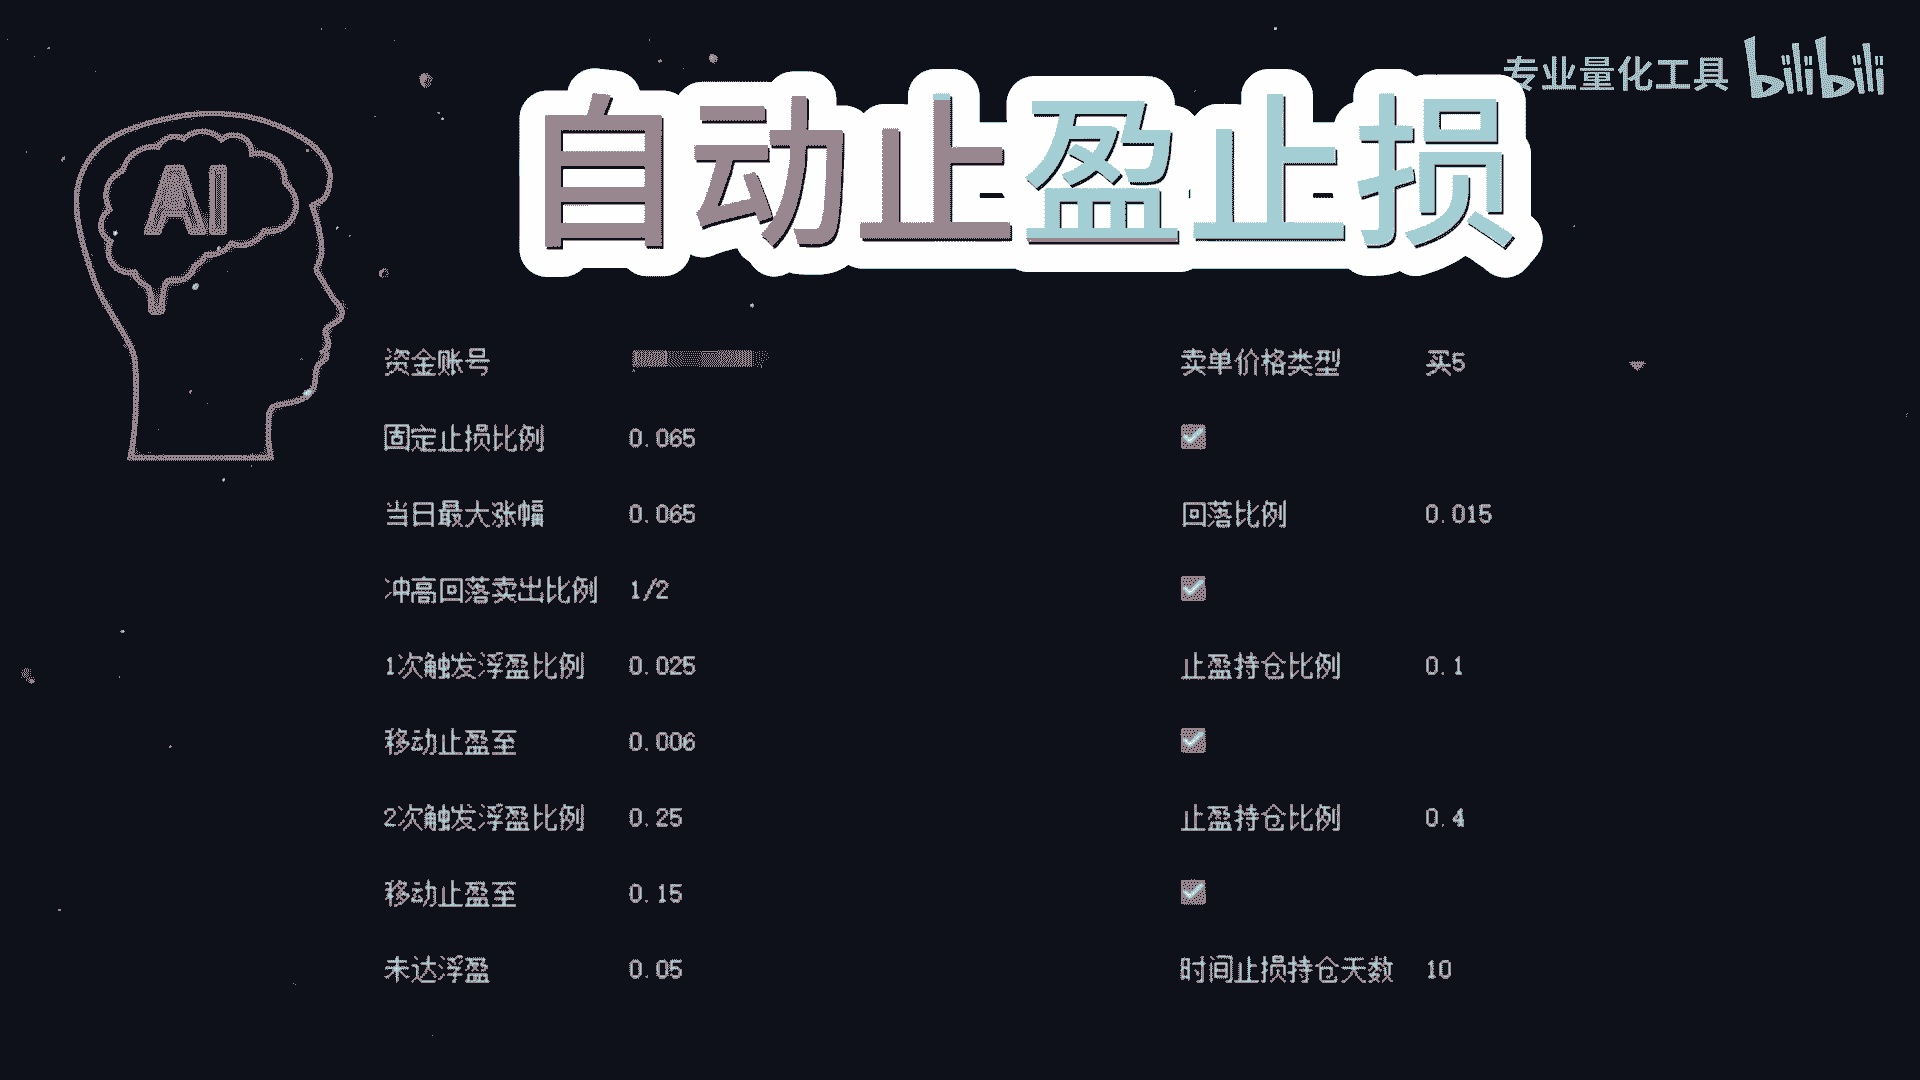 专业量化工具 bilibili
自动止盈止损
AI
资金账号 卖单价格类型 买5
固定止损比例 0.065
当日最大涨幅 0.065 回落比例 0.015
冲高回落卖出比例 1/2
1次触发浮盈比例 0.025 止盈持仓比例 0.1
移动止盈至 0.006
2次触发浮盈比例 0.25 止盈持仓比例 0.4
移动止盈至 0.15
未达浮盈 0.05 时间止损持仓天数 10